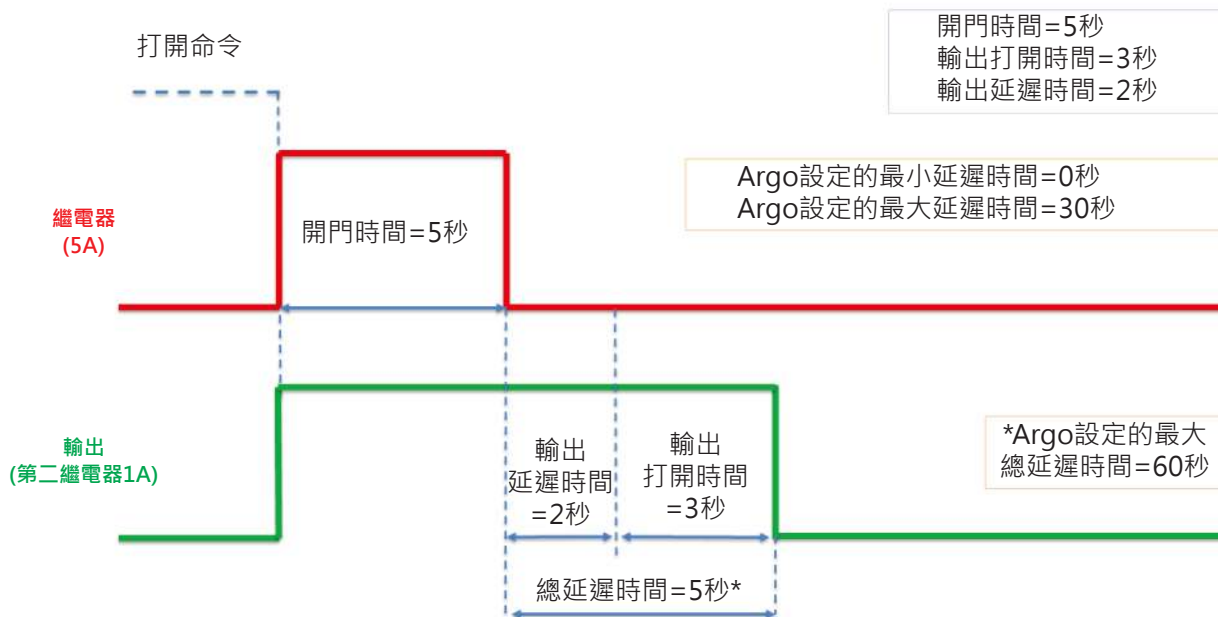 打開命令
開門時間=5秒
輸出打開時間=3秒
輸出延遲時間=2秒
Argo設定的最小延遲時間=0秒
Argo設定的最大延遲時間=30秒
繼電器
(5A)
開門時間=5秒
輸出
(第二繼電器1A)
輸出
延遲時間
=2秒
輸出
打開時間
=3秒
*Argo設定的最大
總延遲時間=60秒
總延遲時間=5秒*